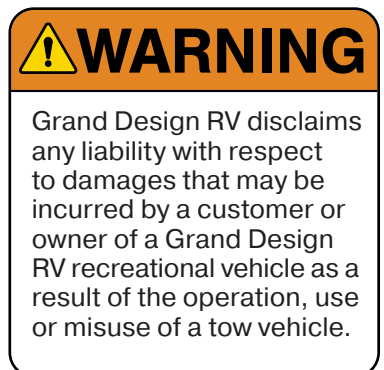 WARNING
Grand Design RV disclaims
any liability with respect
to damages that may be
incurred by a customer or
owner of a Grand Design
RV recreational vehicle as a
result of the operation, use
or misuse of a tow vehicle.